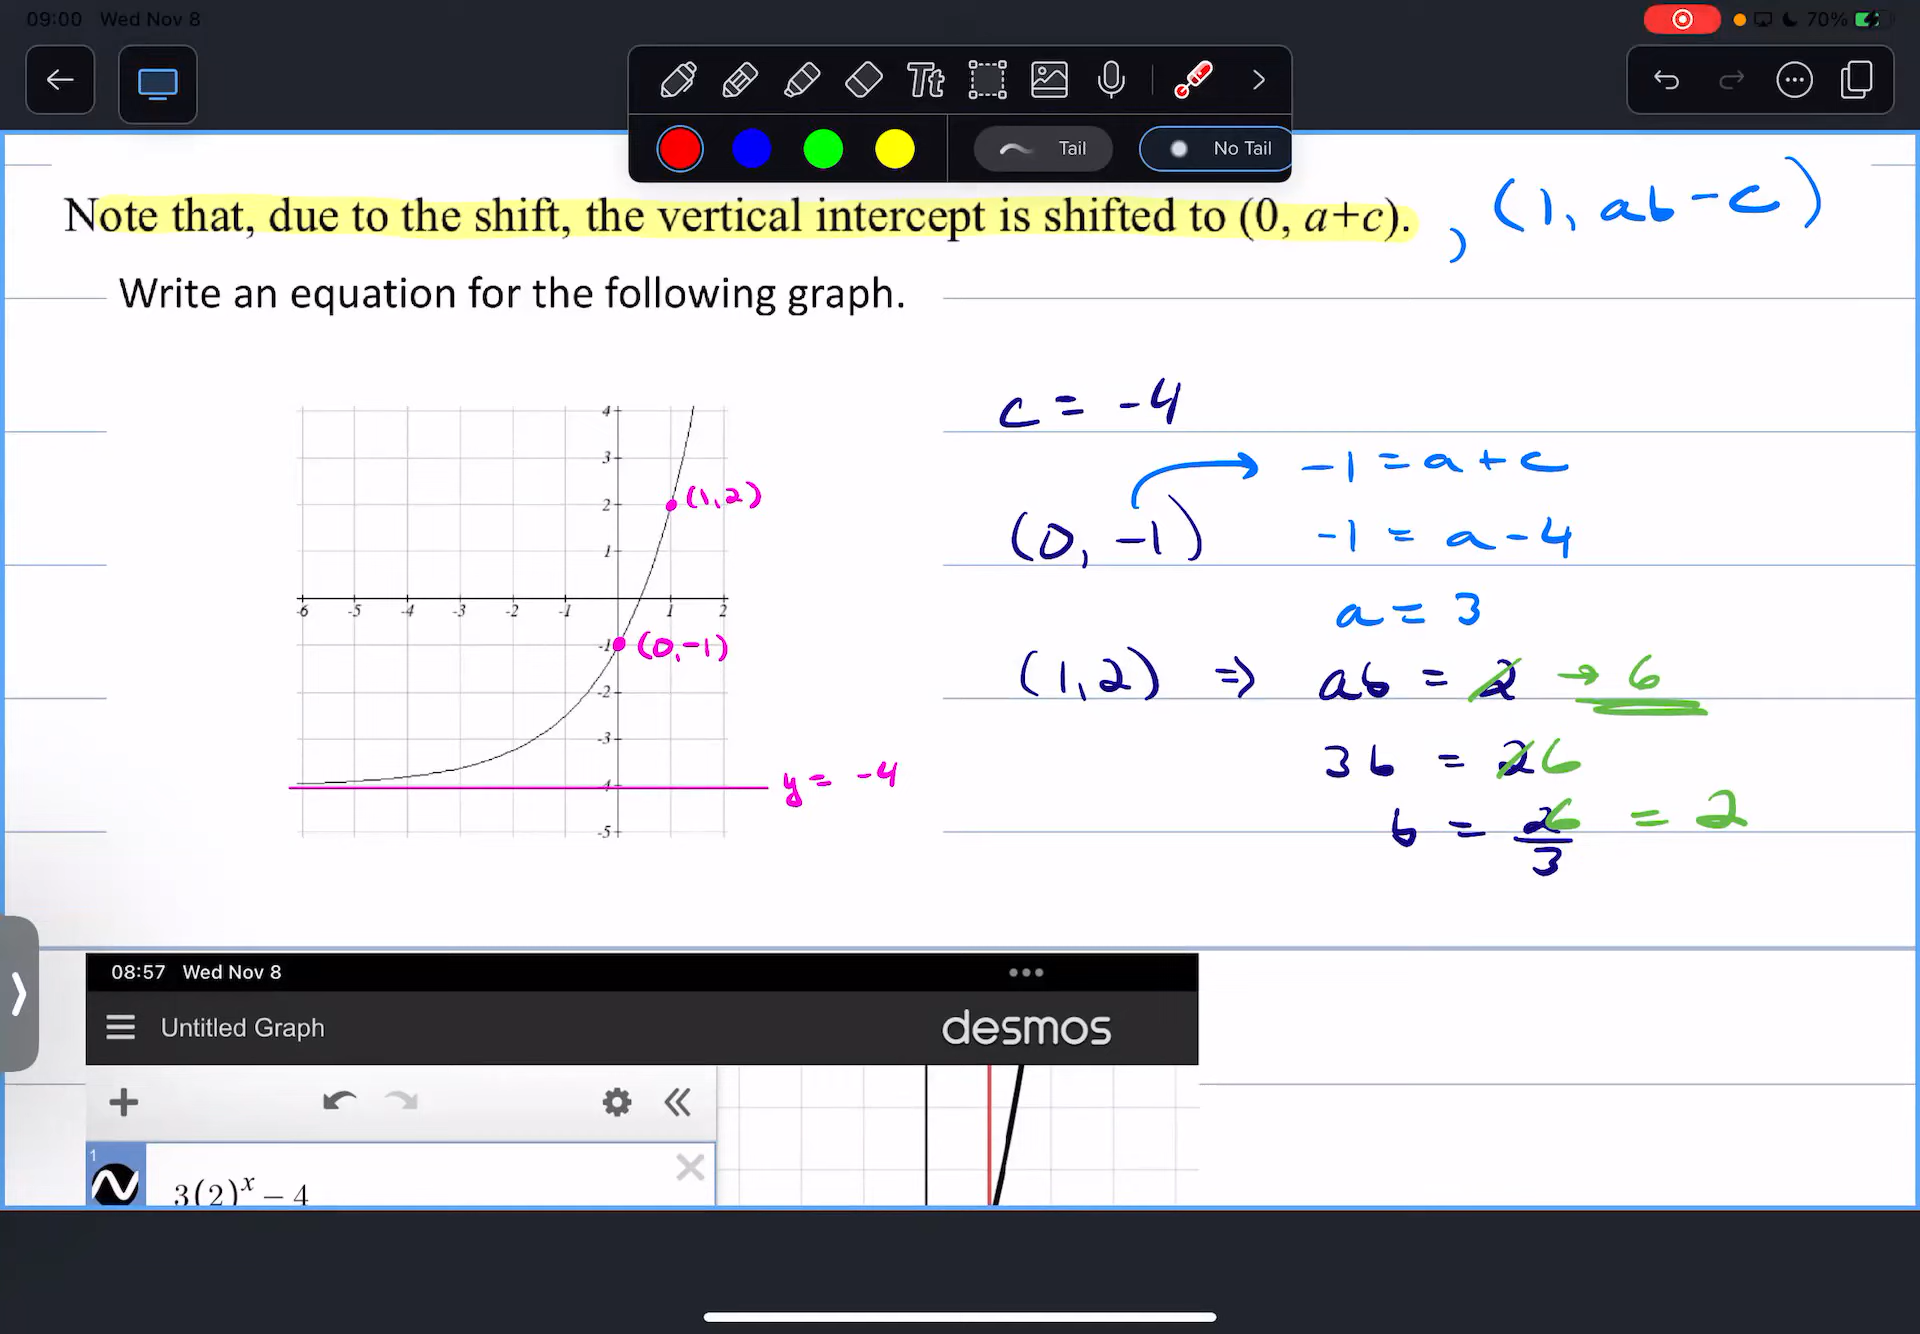 09:00 Wed Nov 8
70%
Tt
Tail
No Tail
Note that, due to the shift, the vertical intercept is shifted to (0, a+c). , (1, ab-c)
Write an equation for the following graph.
4
3
2
1
-6 -5 -4 -3 -2 -1 1 2
-1
-2
-3
-4
-5
(1,2)
(0,-1)
y = -4
c = -4
-1 = a + c
(0, -1) -1 = a - 4
a = 3
(1,2) ⇒ ab = 2 → 6
3b = 2 6
b = 26/3 = 2
08:57 Wed Nov 8
Untitled Graph desmos
1
3(2)^x - 4